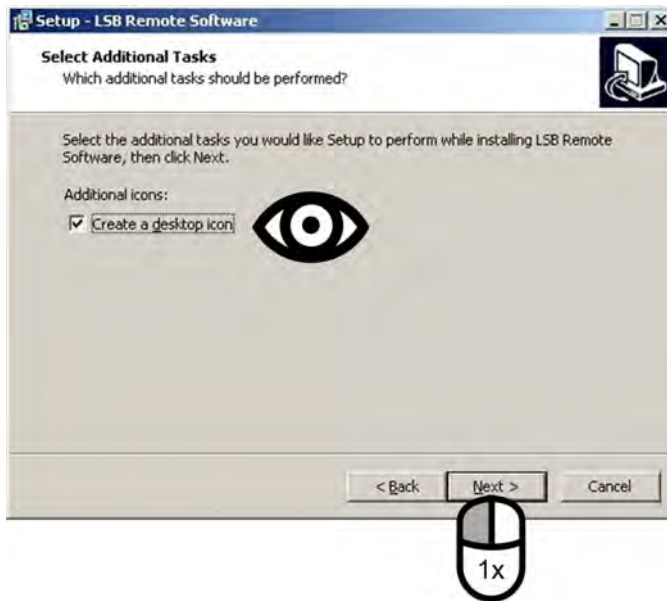 Setup - LSB Remote Software
Select Additional Tasks
Which additional tasks should be performed?
Select the additional tasks you would like Setup to perform while installing LSB Remote
Software, then click Next.
Additional icons:
Create a desktop icon
< Back
Next >
Cancel
1x